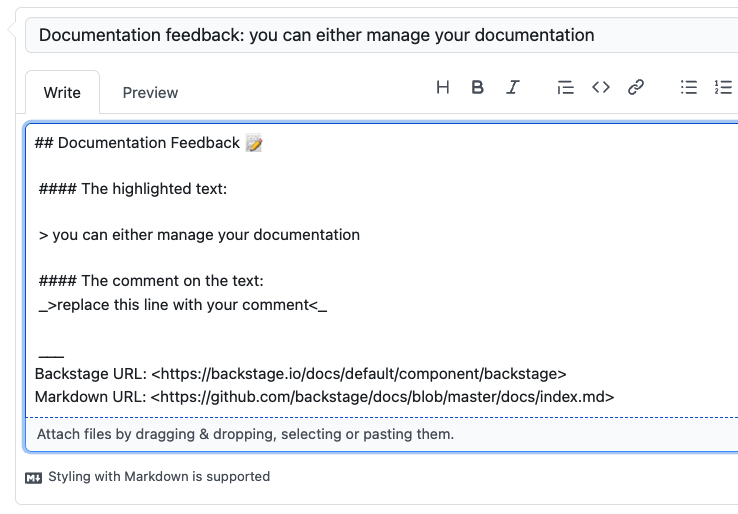 Documentation feedback: you can either manage your documentation
Write
Preview
## Documentation Feedback 📝
#### The highlighted text:
> you can either manage your documentation
#### The comment on the text:
_>replace this line with your comment<_
___
Backstage URL: <https://backstage.io/docs/default/component/backstage>
Markdown URL: <https://github.com/backstage/docs/blob/master/docs/index.md>
Attach files by dragging & dropping, selecting or pasting them.
Styling with Markdown is supported